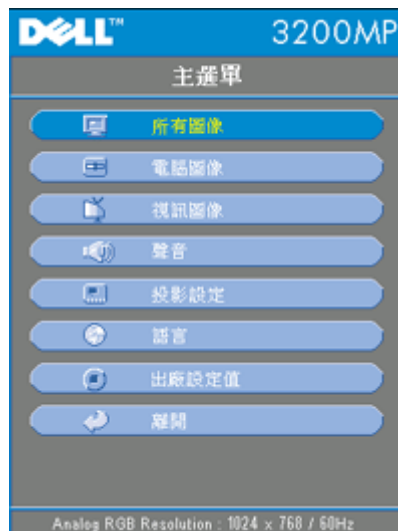 DELL™ 3200MP
主選單
所有圖像
電腦圖像
視訊圖像
聲音
投影設定
語言
出廠設定值
離開
Analog RGB Resolution : 1024 x 768 / 60Hz